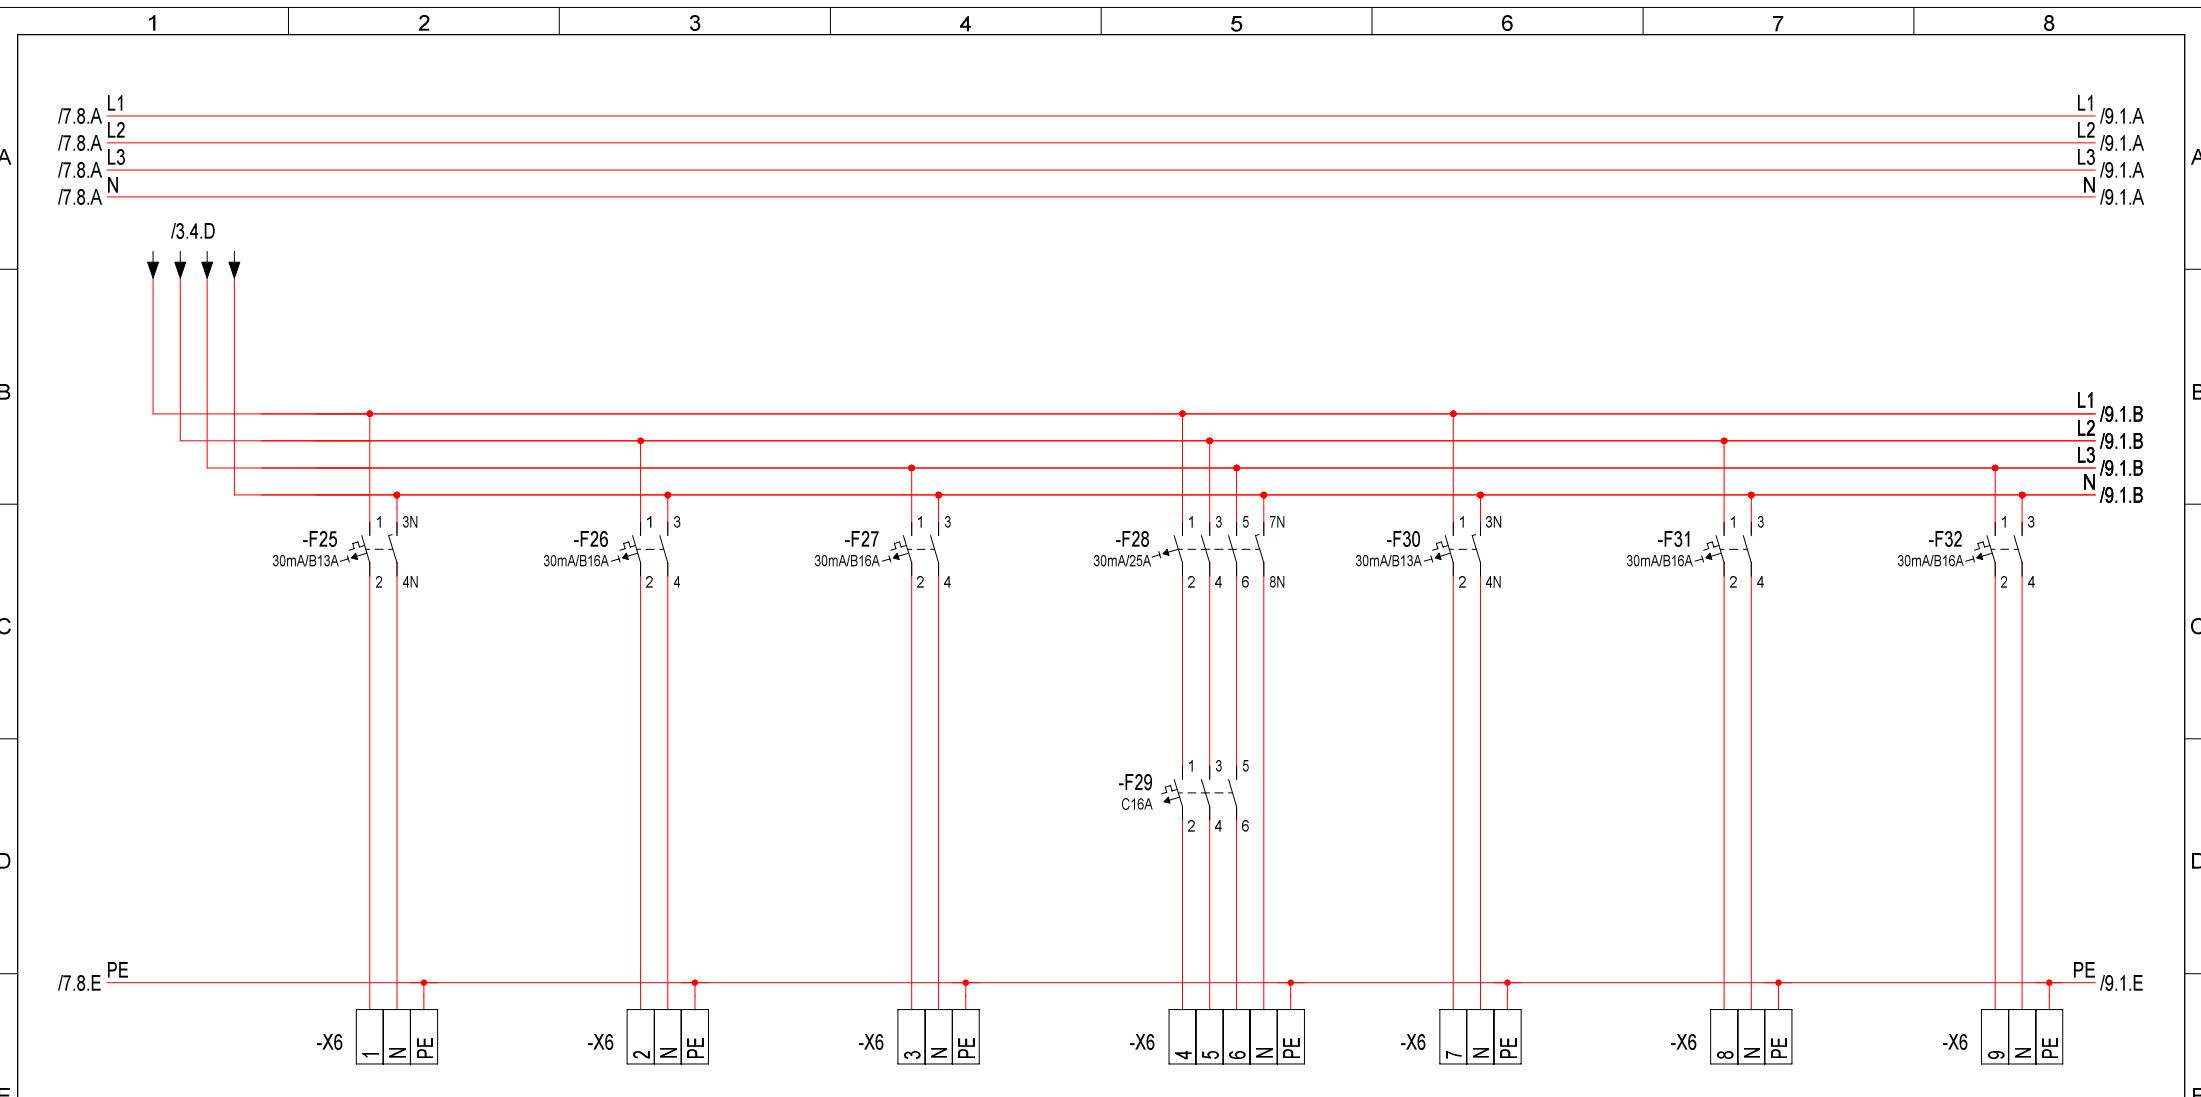 1 2 3 4 5 6 7 8
L1 L1
/7.8.A /9.1.A
L2 L2
/7.8.A /9.1.A
A L3 L3 A
/7.8.A /9.1.A
N N
/7.8.A /9.1.A
/3.4.D
B L1 /9.1.B
L2 /9.1.B
L3 /9.1.B
N /9.1.B
1 3N 1 3 1 3 1 3 5 7N 1 3N 1 3 1 3
-F25 -F26 -F27 -F28 -F30 -F31 -F32
30mA/B13A 30mA/B16A 30mA/B16A 30mA/25A 30mA/B13A 30mA/B16A 30mA/B16A
2 4N 2 4 2 4 2 4 6 8N 2 4N 2 4 2 4
C
1 3 5
-F29
C16A
2 4 6
D
PE PE
/7.8.E /9.1.E
-X6 1 N PE -X6 2 N PE -X6 3 N PE -X6 4 5 6 N PE -X6 7 N PE -X6 8 N PE -X6 9 N PE